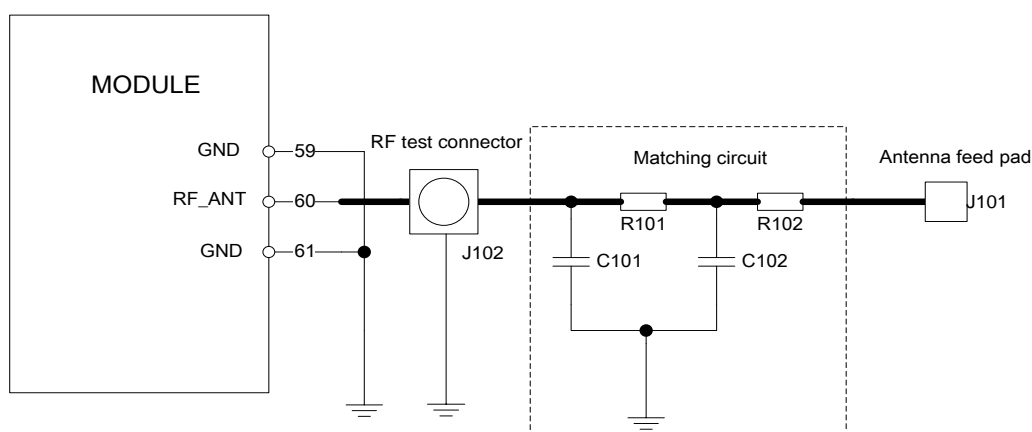 MODULE
GND 59
RF_ANT 60
GND 61
RF test connector
J102
Matching circuit
R101
R102
C101
C102
Antenna feed pad
J101